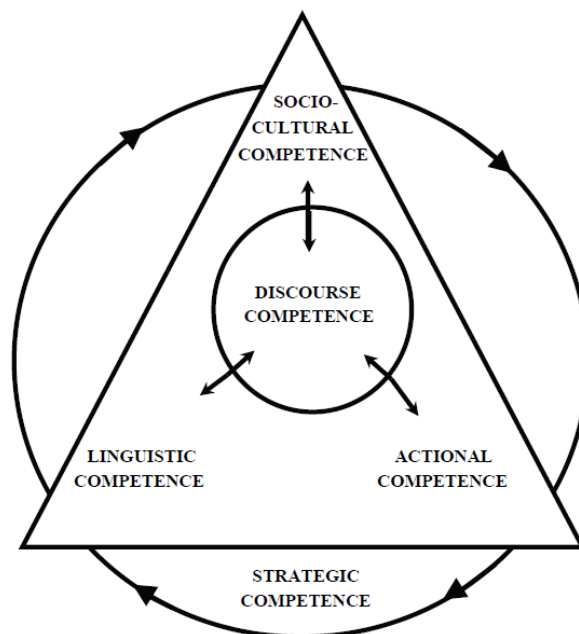 SOCIO-
CULTURAL
COMPETENCE
DISCOURSE
COMPETENCE
LINGUISTIC
COMPETENCE
ACTIONAL
COMPETENCE
STRATEGIC
COMPETENCE